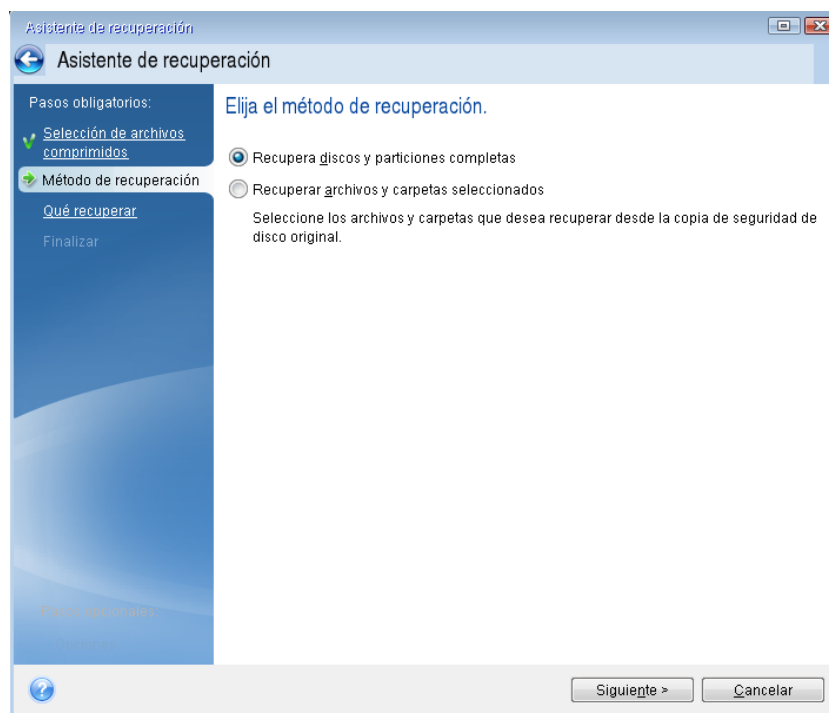 Asistente de recuperación
Asistente de recuperación
Pasos obligatorios:
Selección de archivos
comprimidos
Método de recuperación
Qué recuperar
Finalizar
Elija el método de recuperación.
Recupera discos y particiones completas
Recuperar archivos y carpetas seleccionados
Seleccione los archivos y carpetas que desea recuperar desde la copia de seguridad de
disco original.
Siguiente >
Cancelar